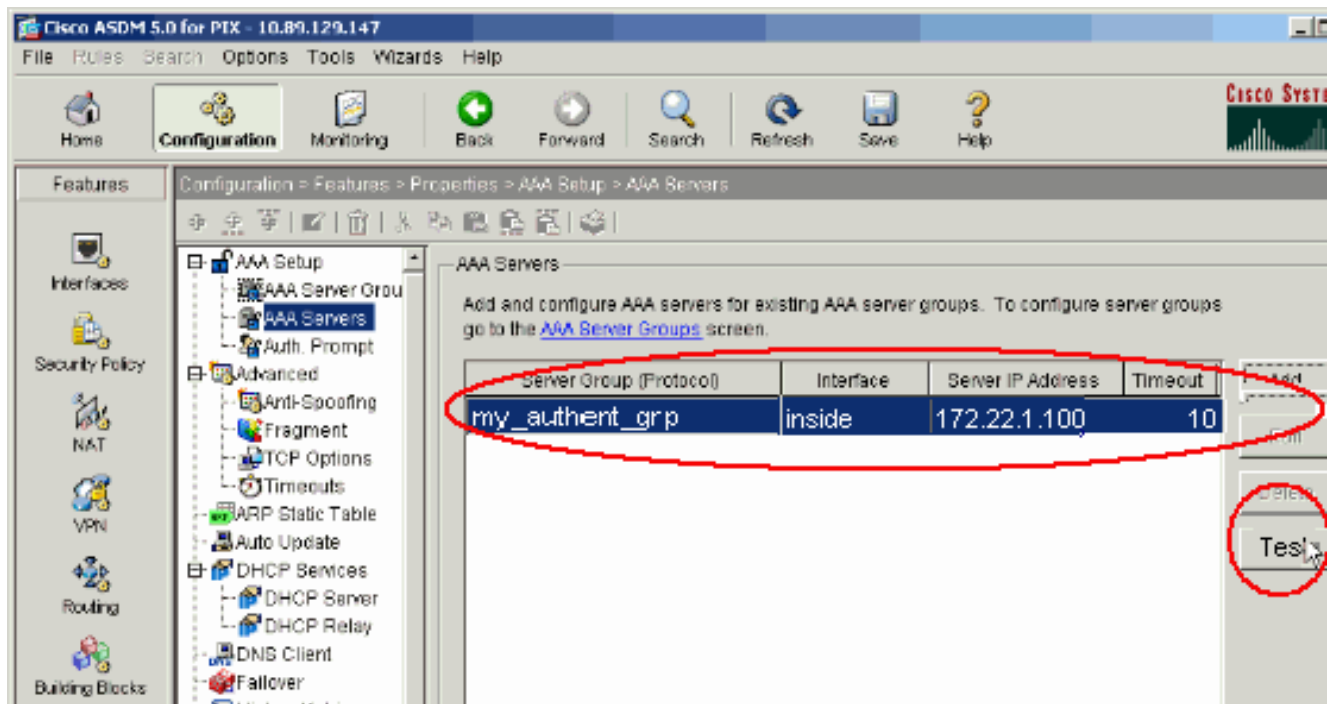 Cisco ASDM 5.0 for PIX - 10.89.129.147
File Rules Search Options Tools Wizards Help
Home Configuration Monitoring Back Forward Search Refresh Save Help
CISCO SYSTE
Features
Configuration > Features > Properties > AAA Setup > AAA Servers
Interfaces
Security Policy
NAT
VPN
Routing
Building Blocks
AAA Setup
AAA Server Grou
AAA Servers
Auth. Prompt
Advanced
Anti-Spoofing
Fragment
TCP Options
Timeouts
ARP Static Table
Auto Update
DHCP Services
DHCP Server
DHCP Relay
DNS Client
Failover
AAA Servers
Add and configure AAA servers for existing AAA server groups. To configure server groups
go to the AAA Server Groups screen.
Server Group (Protocol) Interface Server IP Address Timeout
my_authent_grp inside 172.22.1.100 10
Add
Edit
Delete
Test